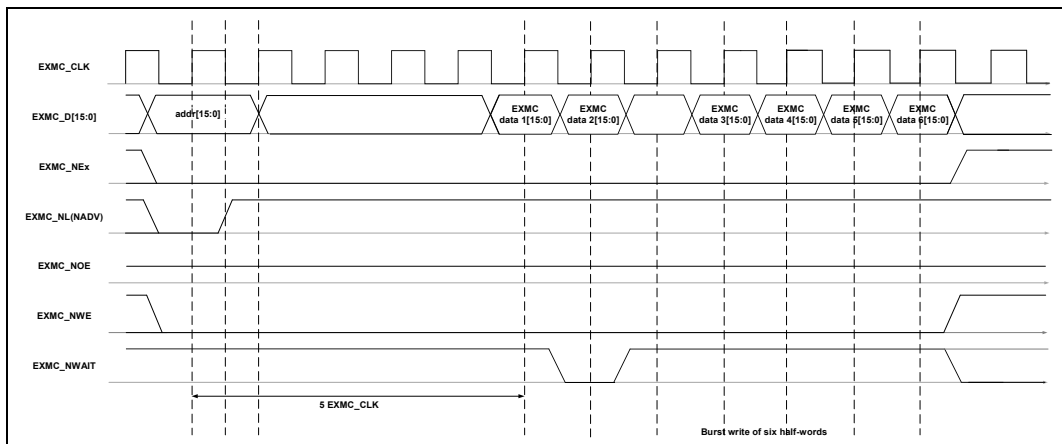 EXMC_CLK
EXMC_D[15:0]
addr[15:0]
EXMC
data 1[15:0]
EXMC
data 2[15:0]
EXMC
data 3[15:0]
EXMC
data 4[15:0]
EXMC
data 5[15:0]
EXMC
data 6[15:0]
EXMC_NEx
EXMC_NL(NADV)
EXMC_NOE
EXMC_NWE
EXMC_NWAIT
5 EXMC_CLK
Burst write of six half-words